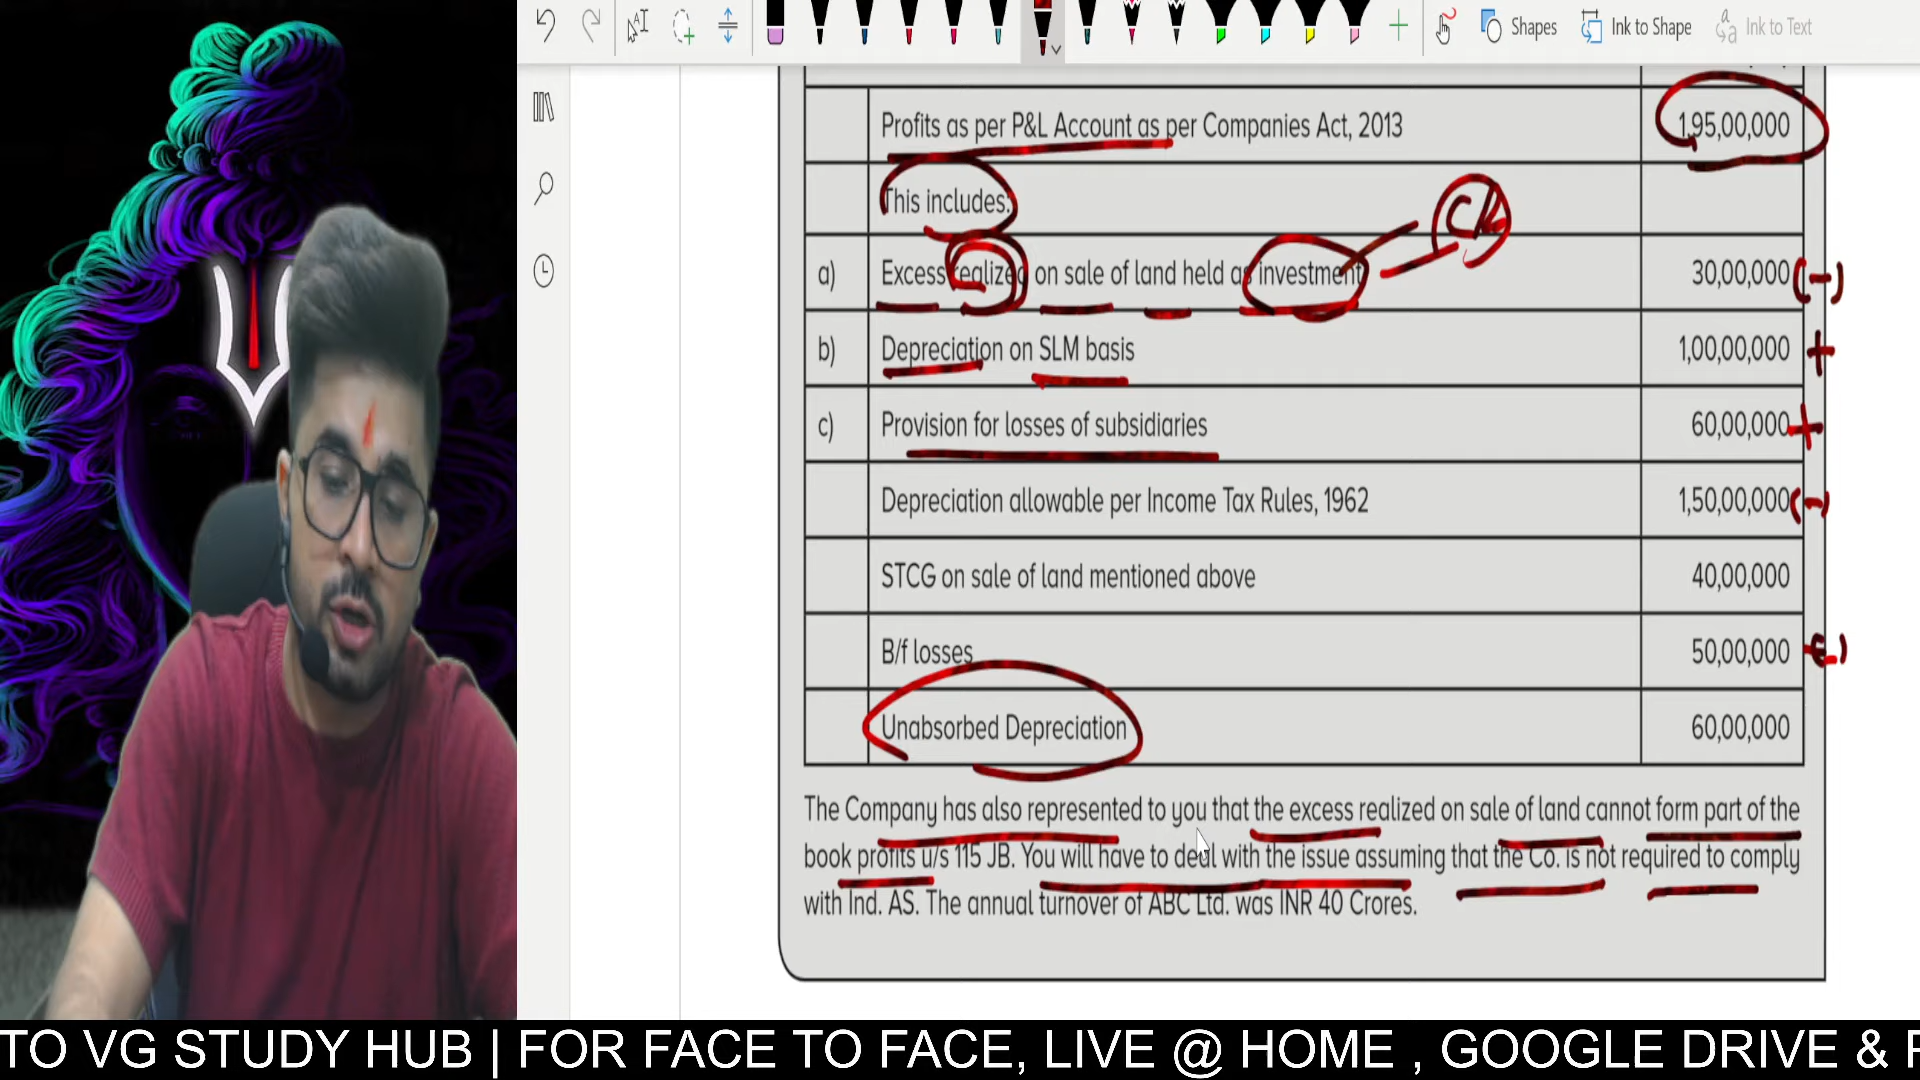 Shapes
Ink to Shape
Ink to Text
Profits as per P&L Account as per Companies Act, 2013 1,95,00,000
This includes:
a) Excess realized on sale of land held as investment 30,00,000 (-)
b) Depreciation on SLM basis 1,00,00,000 +
c) Provision for losses of subsidiaries 60,00,000 +
Depreciation allowable per Income Tax Rules, 1962 1,50,00,000 (-)
STCG on sale of land mentioned above 40,00,000
B/f losses 50,00,000 (-)
Unabsorbed Depreciation 60,00,000
The Company has also represented to you that the excess realized on sale of land cannot form part of the
book profits u/s 115 JB. You will have to deal with the issue assuming that the Co. is not required to comply
with Ind. AS. The annual turnover of ABC Ltd. was INR 40 Crores.
TO VG STUDY HUB | FOR FACE TO FACE, LIVE @ HOME , GOOGLE DRIVE &